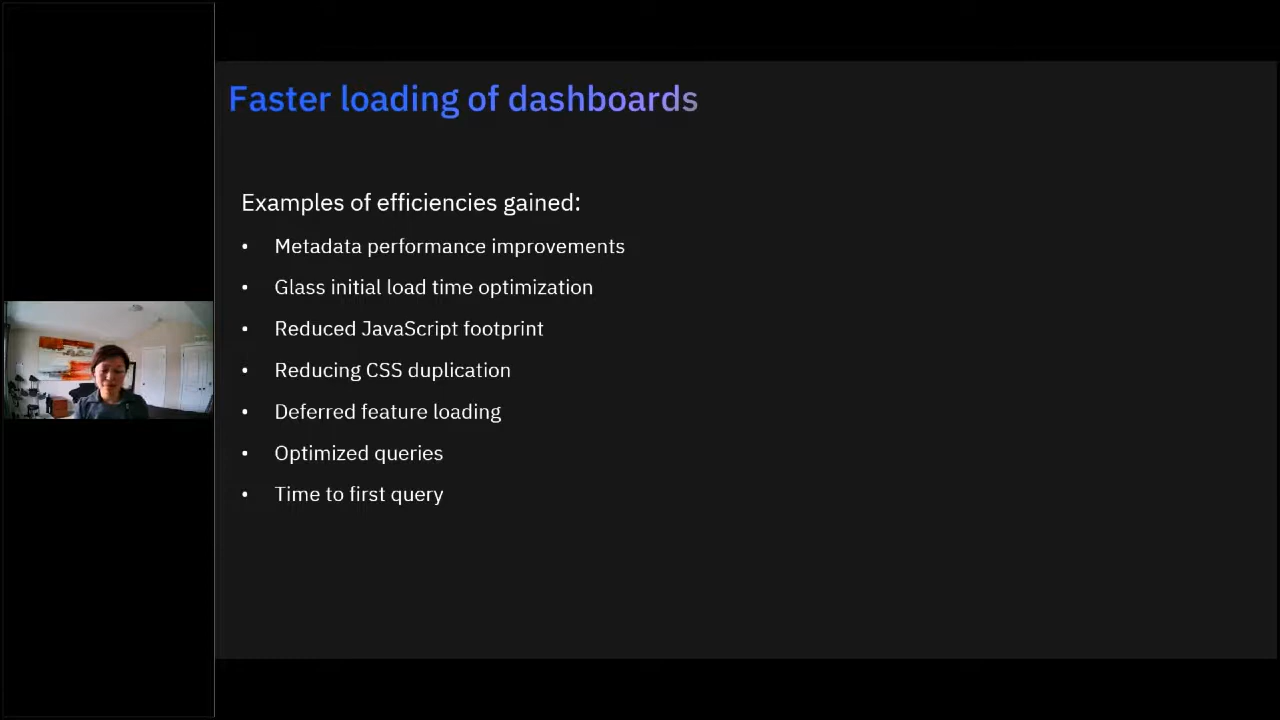 Faster loading of dashboards
Examples of efficiencies gained:
• Metadata performance improvements
• Glass initial load time optimization
• Reduced JavaScript footprint
• Reducing CSS duplication
• Deferred feature loading
• Optimized queries
• Time to first query